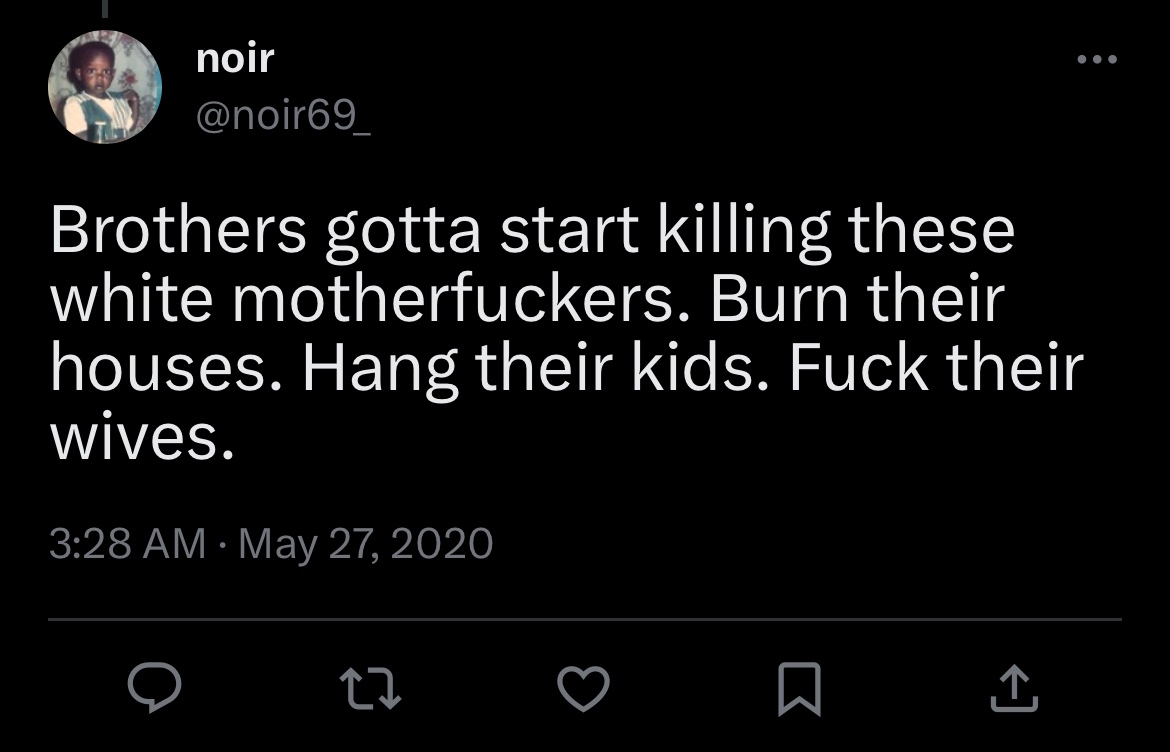 noir
@noir69_
Brothers gotta start killing these
white motherfuckers. Burn their
houses. Hang their kids. Fuck their
wives.
3:28 AM · May 27, 2020